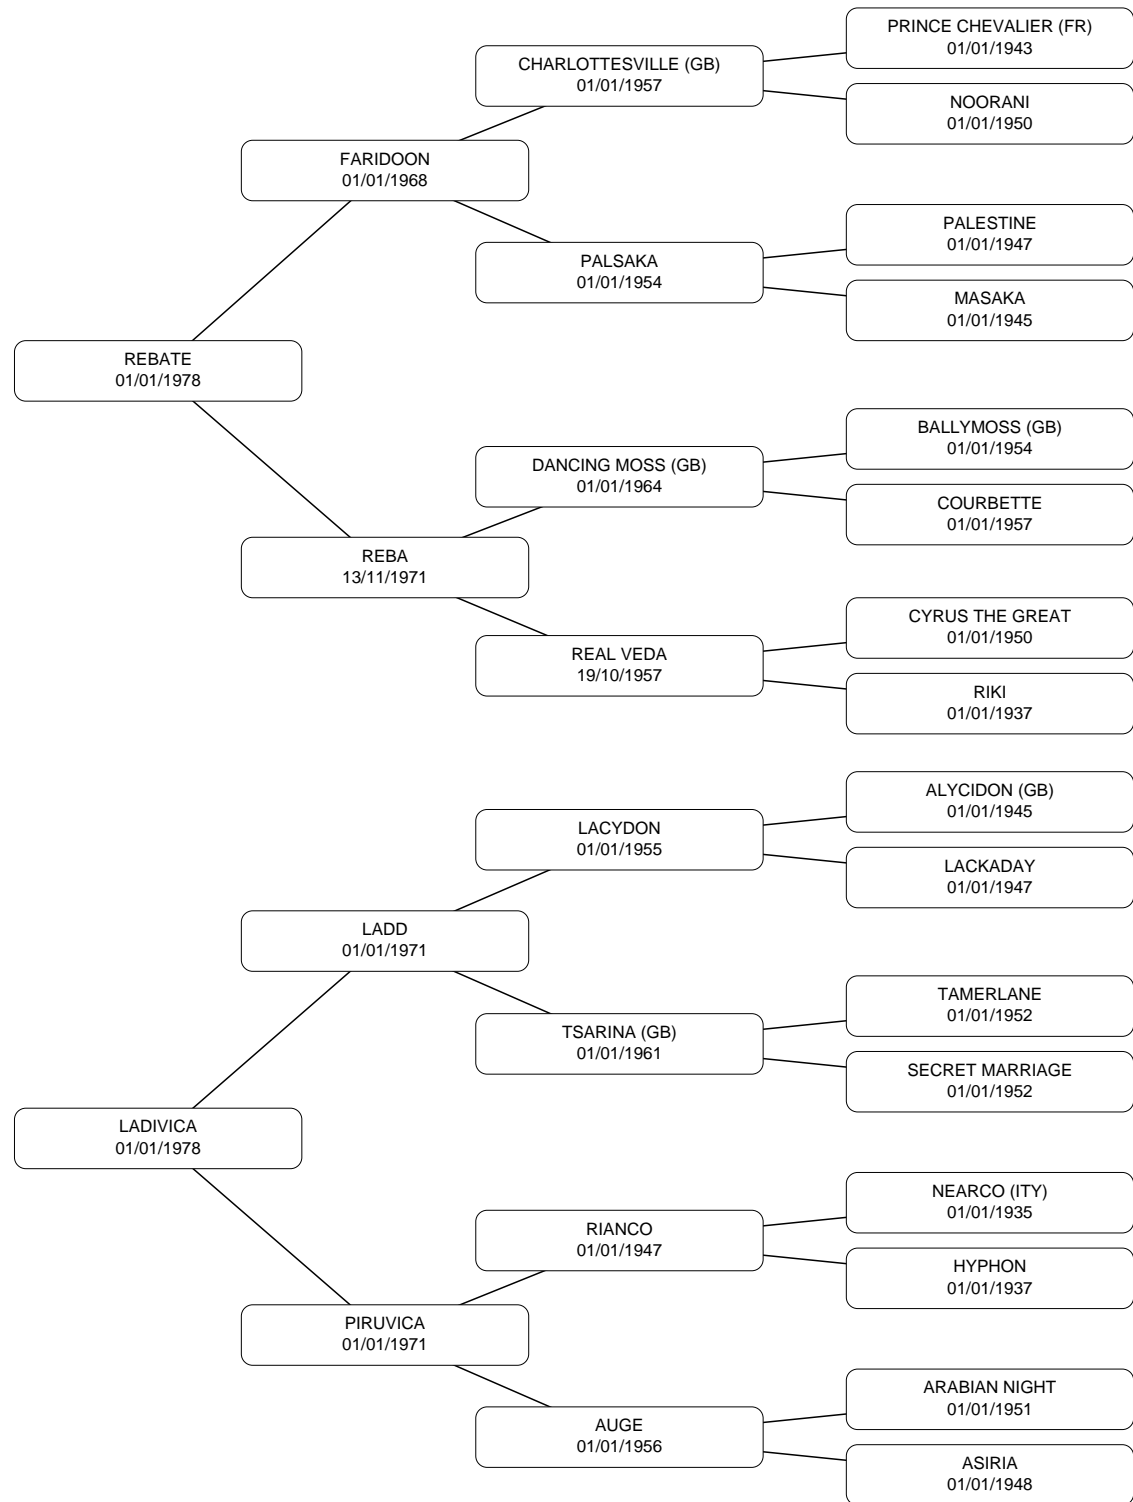 PRINCE CHEVALIER (FR)
01/01/1943
CHARLOTTESVILLE (GB)
01/01/1957
NOORANI
01/01/1950
FARIDOON
01/01/1968
PALESTINE
01/01/1947
PALSAKA
01/01/1954
MASAKA
01/01/1945
REBATE
01/01/1978
BALLYMOSS (GB)
01/01/1954
DANCING MOSS (GB)
01/01/1964
COURBETTE
01/01/1957
REBA
13/11/1971
CYRUS THE GREAT
01/01/1950
REAL VEDA
19/10/1957
RIKI
01/01/1937
ALYCIDON (GB)
01/01/1945
LACYDON
01/01/1955
LACKADAY
01/01/1947
LADD
01/01/1971
TAMERLANE
01/01/1952
TSARINA (GB)
01/01/1961
SECRET MARRIAGE
01/01/1952
LADIVICA
01/01/1978
NEARCO (ITY)
01/01/1935
RIANCO
01/01/1947
HYPHON
01/01/1937
PIRUVICA
01/01/1971
ARABIAN NIGHT
01/01/1951
AUGE
01/01/1956
ASIRIA
01/01/1948